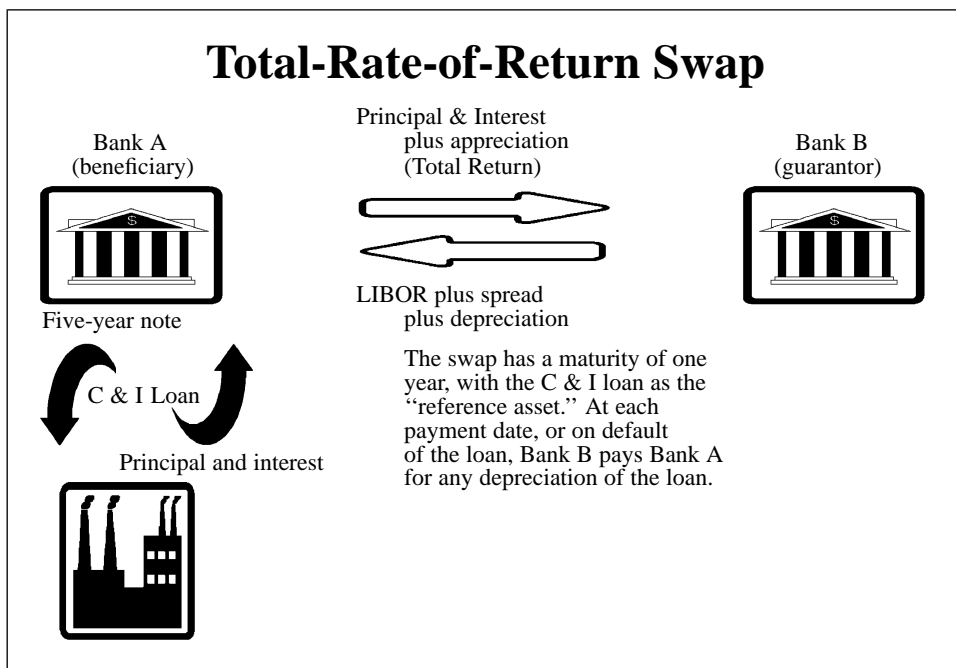 Total-Rate-of-Return Swap
Principal & Interest
plus appreciation
(Total Return)
Bank A
(beneficiary)
Bank B
(guarantor)
$
$
LIBOR plus spread
plus depreciation
Five-year note
C & I Loan
Principal and interest
The swap has a maturity of one
year, with the C & I loan as the
‘‘reference asset.’’ At each
payment date, or on default
of the loan, Bank B pays Bank A
for any depreciation of the loan.